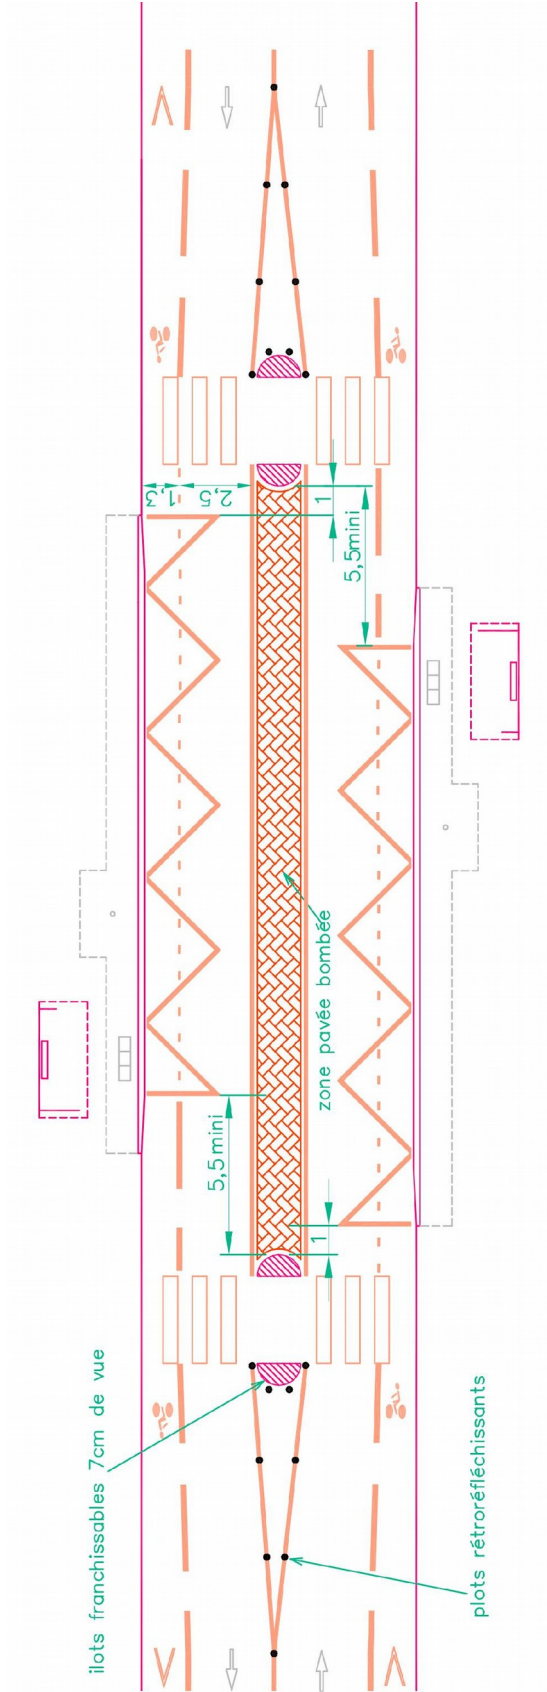 1,3
2,5
1
5,5mini
zone pavée bombée
5,5mini
1
ilots franchissables 7cm de vue
plots rétroréfléchissants